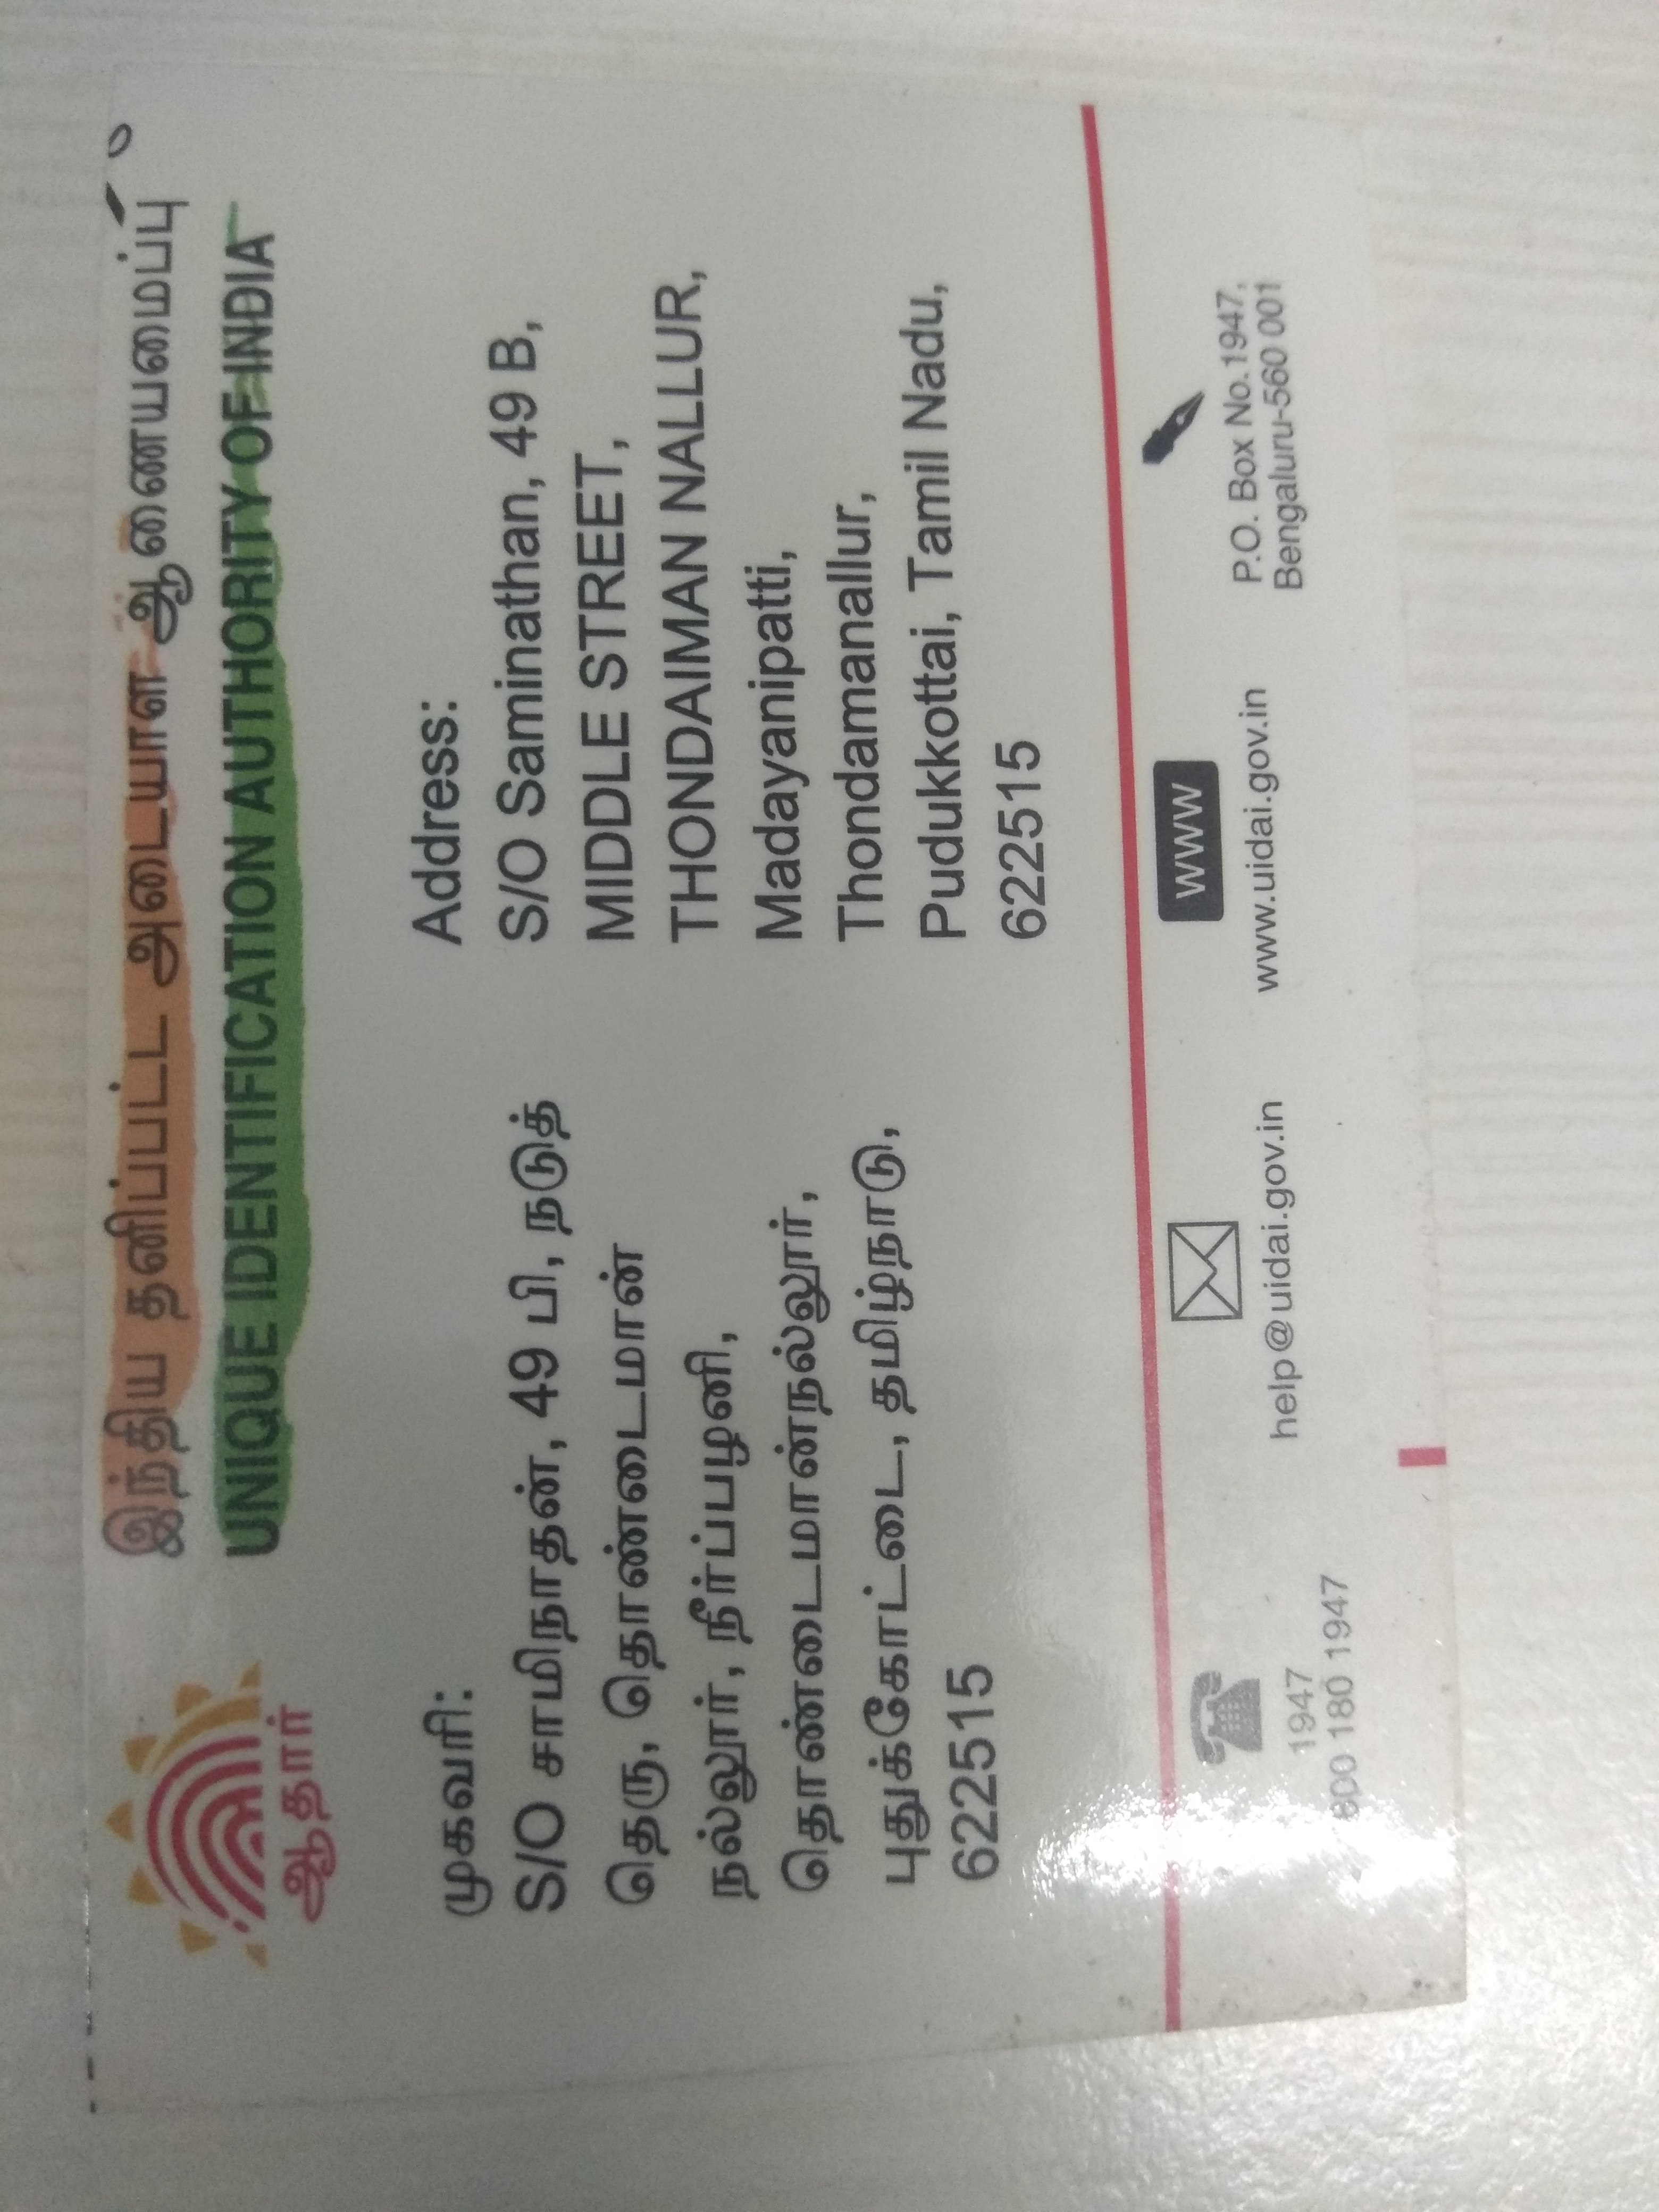 ஆதார்
இந்திய தனிப்பட்ட அடையாள ஆணையமைப்பு
UNIQUE IDENTIFICATION AUTHORITY OF INDIA
முகவரி:
S/O சாமிநாதன், 49 பி, நடுத்
தெரு, தொண்டைமான்
நல்லூர், நீர்ப்பழனி,
தொண்டைமான்நல்லூர்,
புதுக்கோட்டை, தமிழ்நாடு,
622515
Address:
S/O Saminathan, 49 B,
MIDDLE STREET,
THONDAIMAN NALLUR,
Madayanipatti,
Thondamanallur,
Pudukkottai, Tamil Nadu,
622515
1947
800 180 1947
help@uidai.gov.in
WWW
www.uidai.gov.in
P.O. Box No.1947,
Bengaluru-560 001